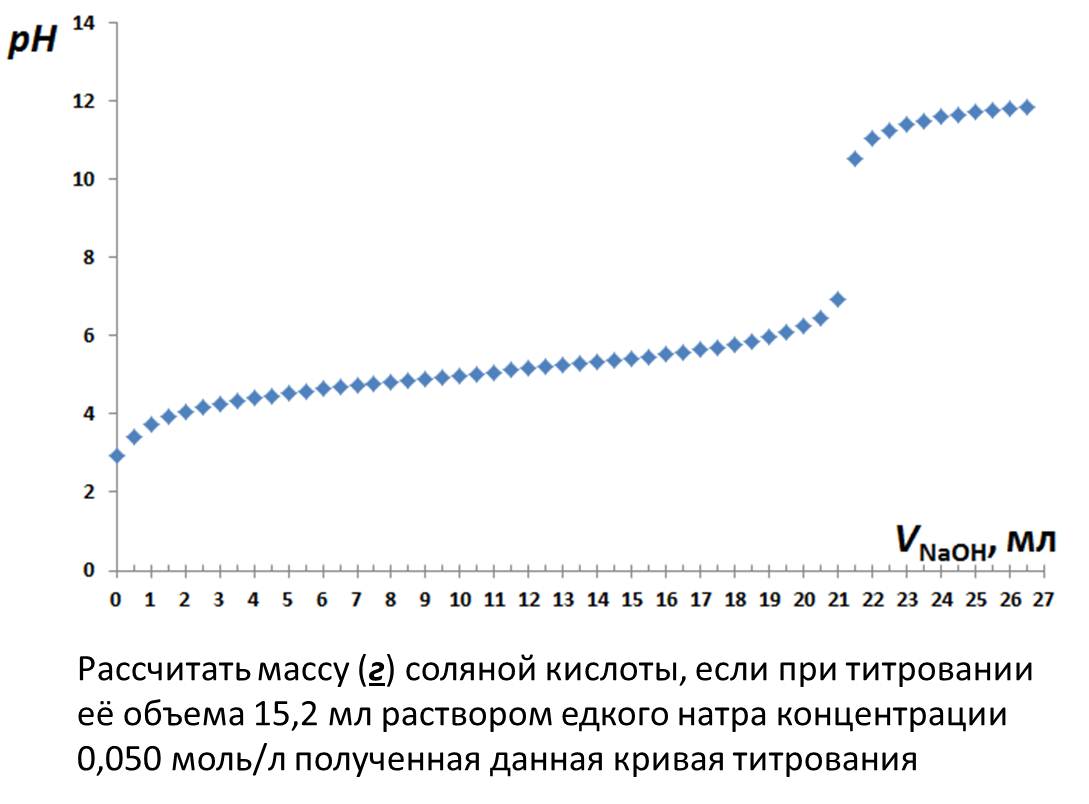 pH
14
12
10
8
6
4
2
0
V NaOH, мл
0 1 2 3 4 5 6 7 8 9 10 11 12 13 14 15 16 17 18 19 20 21 22 23 24 25 26 27
Рассчитать массу (г) соляной кислоты, если при титровании
её объема 15,2 мл раствором едкого натра концентрации
0,050 моль/л полученная данная кривая титрования